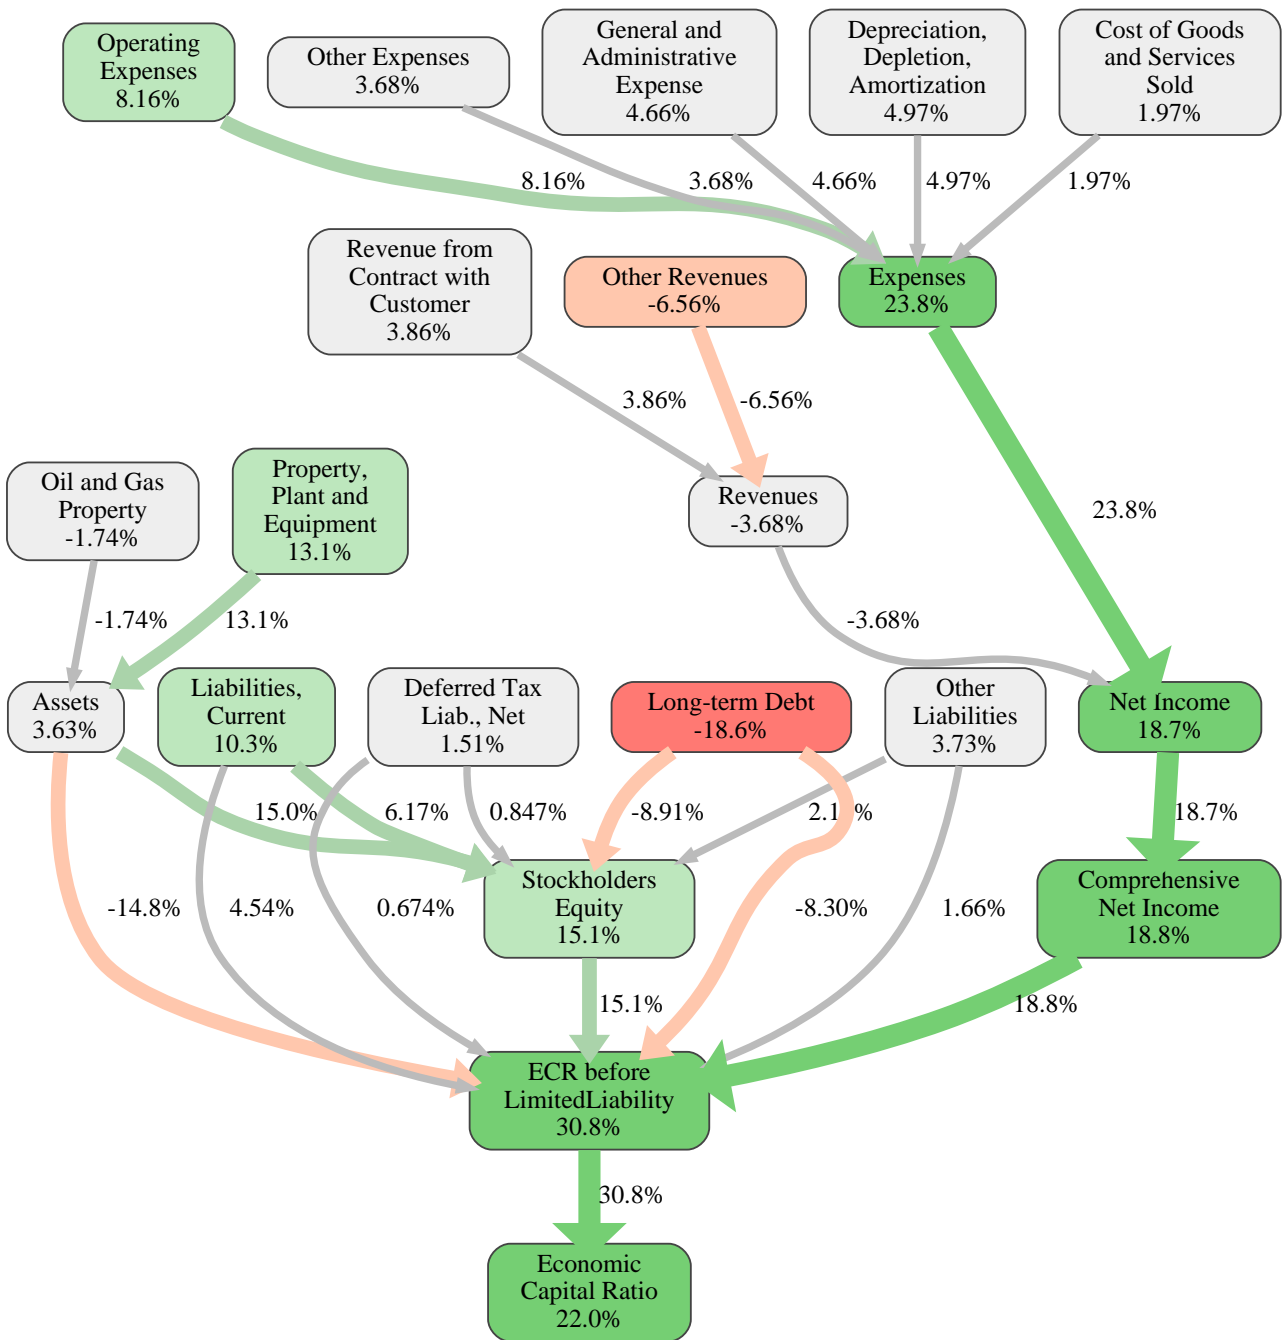 Operating
Expenses
8.16%
Other Expenses
3.68%
General and
Administrative
Expense
4.66%
Depreciation,
Depletion,
Amortization
4.97%
Cost of Goods
and Services
Sold
1.97%
8.16%
3.68%
4.66%
4.97%
1.97%
Revenue from
Contract with
Customer
3.86%
Other Revenues
-6.56%
Expenses
23.8%
3.86%
-6.56%
23.8%
Oil and Gas
Property
-1.74%
Property,
Plant and
Equipment
13.1%
Revenues
-3.68%
-1.74%
13.1%
-3.68%
Assets
3.63%
Liabilities,
Current
10.3%
Deferred Tax
Liab., Net
1.51%
Long-term Debt
-18.6%
Other
Liabilities
3.73%
Net Income
18.7%
15.0%
6.17%
0.847%
-8.91%
18.7%
Stockholders
Equity
15.1%
Comprehensive
Net Income
18.8%
-14.8%
4.54%
0.674%
-8.30%
1.66%
15.1%
18.8%
ECR before
LimitedLiability
30.8%
30.8%
Economic
Capital Ratio
22.0%